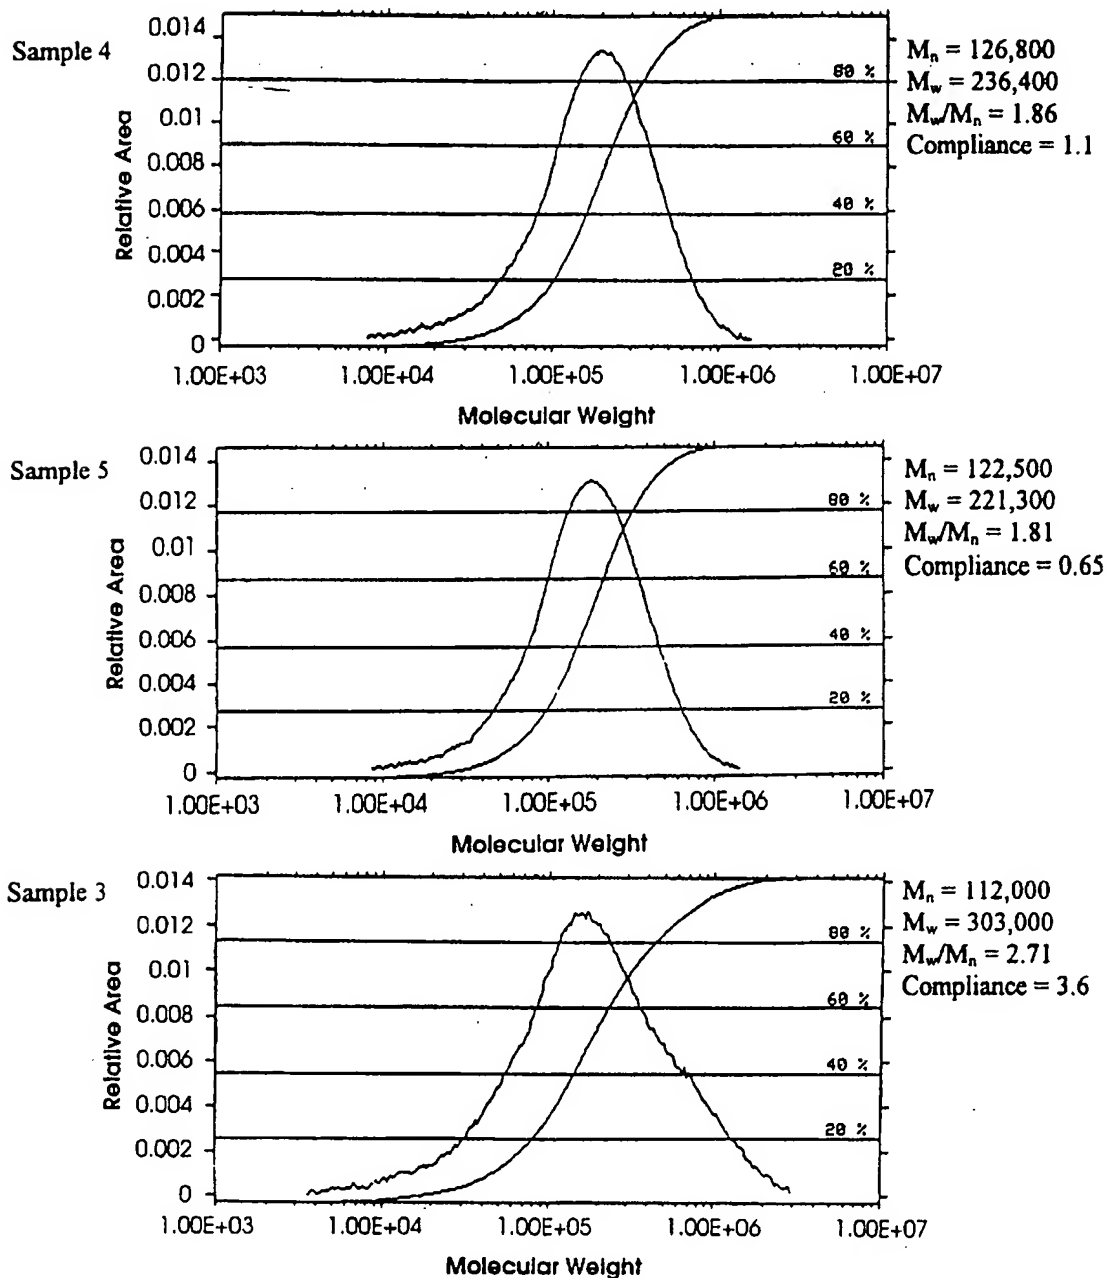 Sample 4
0.014
0.012
0.01
0.008
0.006
0.004
0.002
0
Relative Area
80 %
60 %
40 %
20 %
1.00E+03 1.00E+04 1.00E+05 1.00E+06 1.00E+07
Molecular Weight
Mₙ = 126,800
M_w = 236,400
M_w/Mₙ = 1.86
Compliance = 1.1
Sample 5
0.014
0.012
0.01
0.008
0.006
0.004
0.002
0
Relative Area
80 %
60 %
40 %
20 %
1.00E+03 1.00E+04 1.00E+05 1.00E+06 1.00E+07
Molecular Weight
Mₙ = 122,500
M_w = 221,300
M_w/Mₙ = 1.81
Compliance = 0.65
Sample 3
0.014
0.012
0.01
0.008
0.006
0.004
0.002
0
Relative Area
80 %
60 %
40 %
20 %
1.00E+03 1.00E+04 1.00E+05 1.00E+06 1.00E+07
Molecular Weight
Mₙ = 112,000
M_w = 303,000
M_w/Mₙ = 2.71
Compliance = 3.6